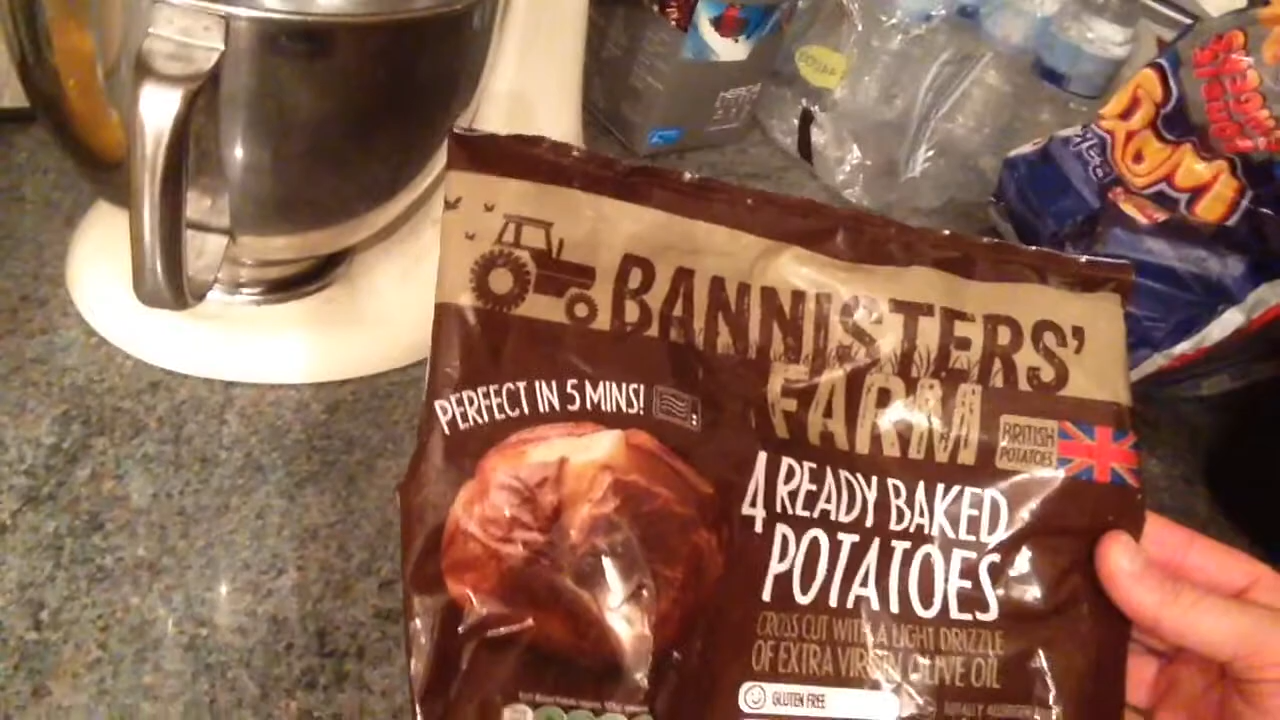 BANNISTERS'
FARM
PERFECT IN 5 MINS!
BRITISH
POTATOES
4 READY BAKED
POTATOES
CROSS CUT WITH A LIGHT DRIZZLE
OF EXTRA VIRGIN OLIVE OIL
GLUTEN FREE